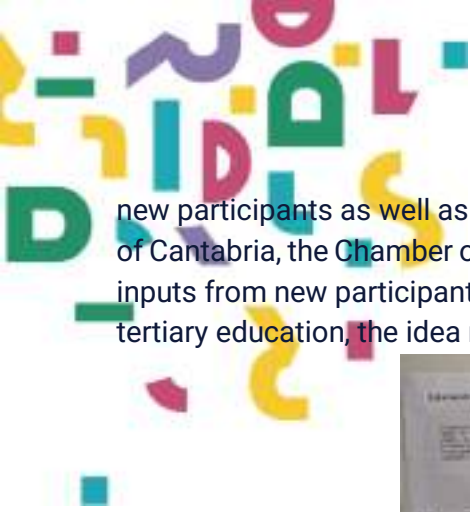 new participants as well as
of Cantabria, the Chamber
inputs from new participant
tertiary education, the idea